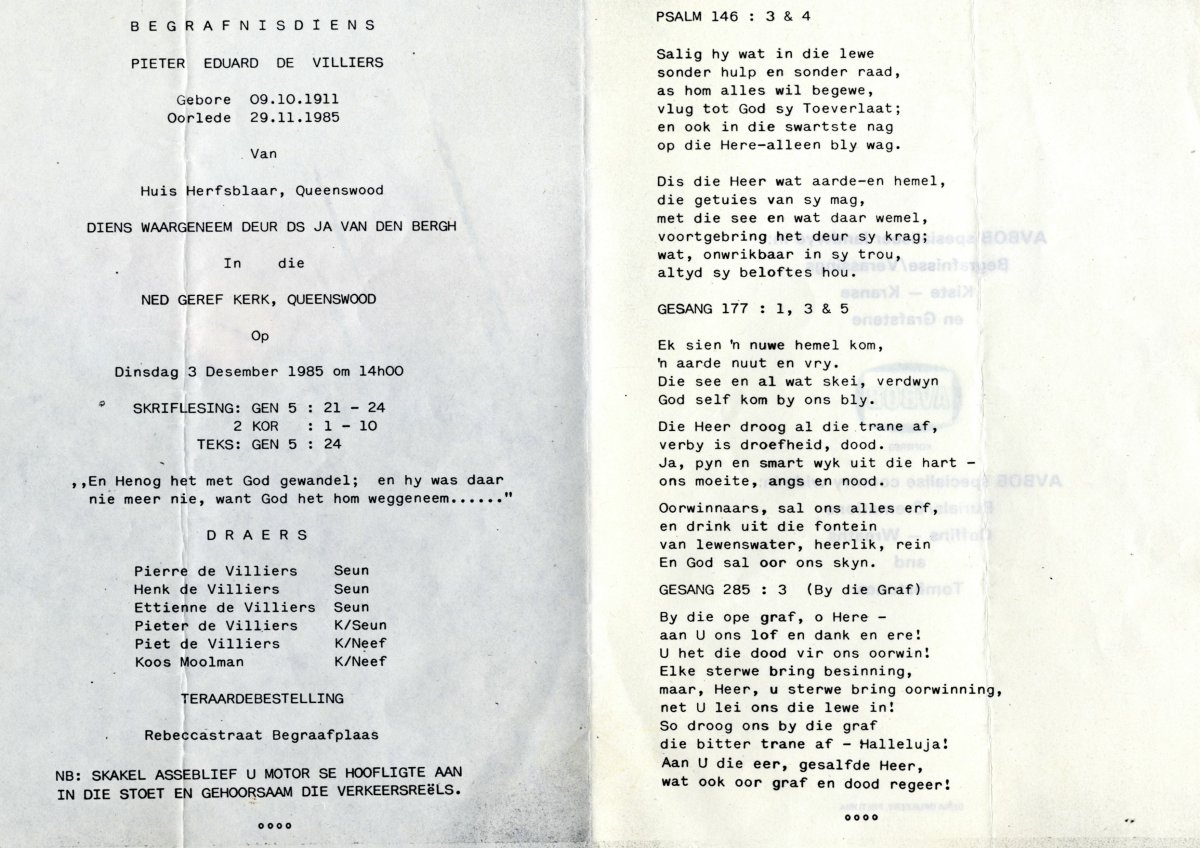 B E G R A F N I S D I E N S
PIETER EDUARD DE VILLIERS
Gebore 09.10.1911
Oorlede 29.11.1985
Van
Huis Herfsblaar, Queenswood
DIENS WAARGENEEM DEUR DS JA VAN DEN BERGH
In die
NED GEREF KERK, QUEENSWOOD
Op
Dinsdag 3 Desember 1985 om 14h00
SKRIFLESING: GEN 5 : 21 - 24
2 KOR : 1 - 10
TEKS: GEN 5 : 24
,,En Henog het met God gewandel; en hy was daar
nie meer nie, want God het hom weggeneem......"
D R A E R S
Pierre de Villiers Seun
Henk de Villiers Seun
Ettienne de Villiers Seun
Pieter de Villiers K/Seun
Piet de Villiers K/Neef
Koos Moolman K/Neef
TERAARDEBESTELLING
Rebeccastraat Begraafplaas
NB: SKAKEL ASSEBLIEF U MOTOR SE HOOFLIGTE AAN
IN DIE STOET EN GEHOORSAAM DIE VERKEERSREëLS.
oooo
PSALM 146 : 3 & 4
Salig hy wat in die lewe
sonder hulp en sonder raad,
as hom alles wil begewe,
vlug tot God sy Toeverlaat;
en ook in die swartste nag
op die Here-alleen bly wag.
Dis die Heer wat aarde-en hemel,
die getuies van sy mag,
met die see en wat daar wemel,
voortgebring het deur sy krag;
wat, onwrikbaar in sy trou,
altyd sy beloftes hou.
GESANG 177 : 1, 3 & 5
Ek sien 'n nuwe hemel kom,
'n aarde nuut en vry.
Die see en al wat skei, verdwyn
God self kom by ons bly.
Die Heer droog al die trane af,
verby is droefheid, dood.
Ja, pyn en smart wyk uit die hart -
ons moeite, angs en nood.
Oorwinnaars, sal ons alles erf,
en drink uit die fontein
van lewenswater, heerlik, rein
En God sal oor ons skyn.
GESANG 285 : 3 (By die Graf)
By die ope graf, o Here -
aan U ons lof en dank en ere!
U het die dood vir ons oorwin!
Elke sterwe bring besinning,
maar, Heer, u sterwe bring oorwinning,
net U lei ons die lewe in!
So droog ons by die graf
die bitter trane af - Halleluja!
Aan U die eer, gesalfde Heer,
wat ook oor graf en dood regeer!
oooo